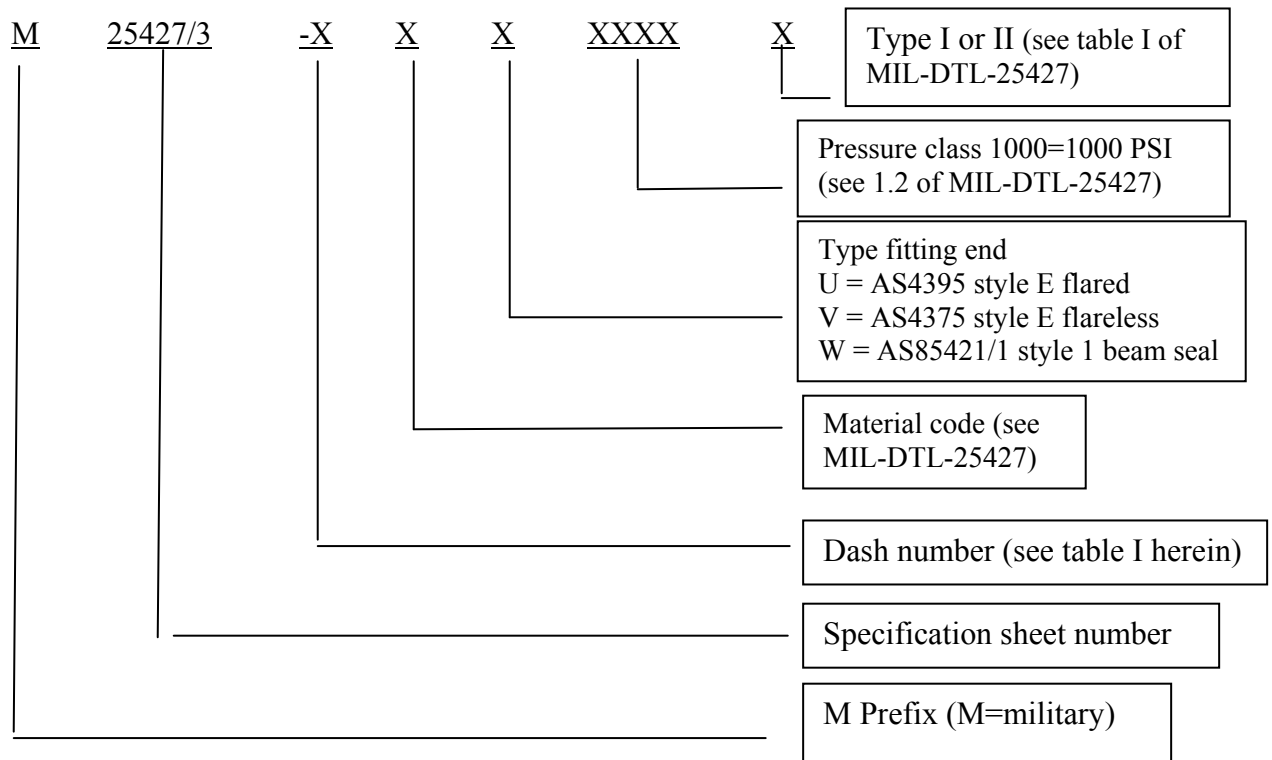 M 25427/3 -X X X XXXX X
Type I or II (see table I of
MIL-DTL-25427)
Pressure class 1000=1000 PSI
(see 1.2 of MIL-DTL-25427)
Type fitting end
U = AS4395 style E flared
V = AS4375 style E flareless
W = AS85421/1 style 1 beam seal
Material code (see
MIL-DTL-25427)
Dash number (see table I herein)
Specification sheet number
M Prefix (M=military)